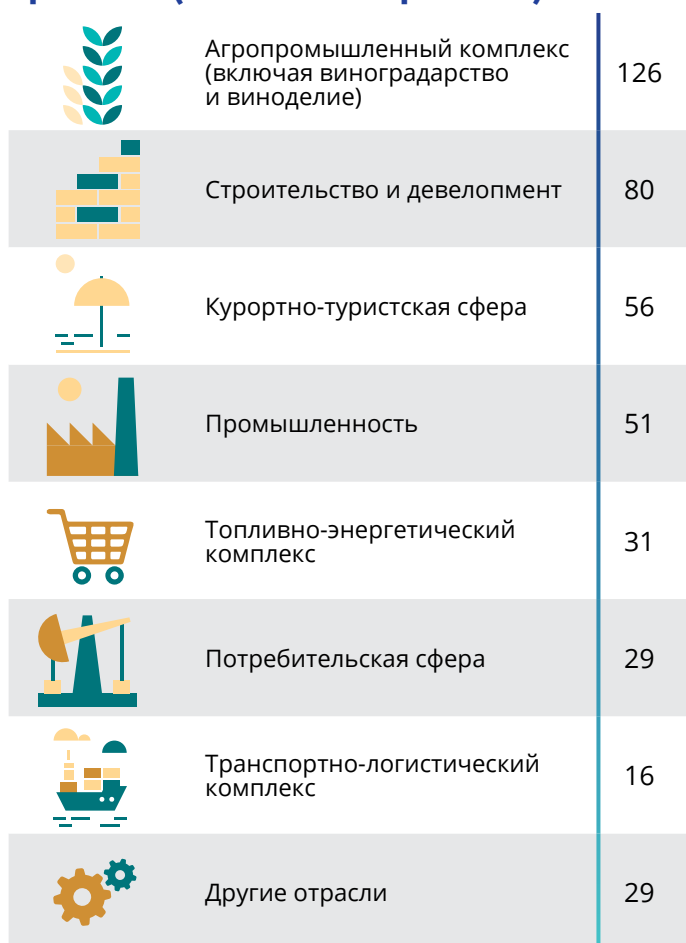 Агропромышленный комплекс
(включая виноградарство
и виноделие)
126
Строительство и девелопмент
80
Курортно-туристская сфера
56
Промышленность
51
Топливно-энергетический
комплекс
31
Потребительская сфера
29
Транспортно-логистический
комплекс
16
Другие отрасли
29